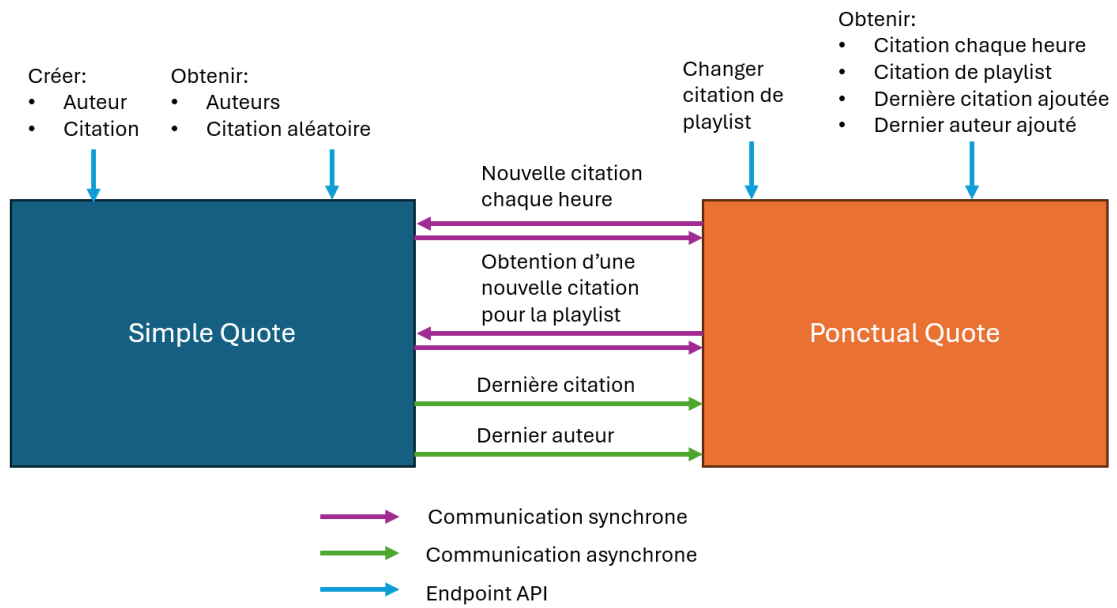 Créer:
• Auteur
• Citation
Obtenir:
• Auteurs
• Citation aléatoire
Changer
citation de
playlist
Obtenir:
• Citation chaque heure
• Citation de playlist
• Dernière citation ajoutée
• Dernier auteur ajouté
Nouvelle citation
chaque heure
Obtention d’une
nouvelle citation
pour la playlist
Simple Quote
Ponctual Quote
Dernière citation
Dernier auteur
Communication synchrone
Communication asynchrone
Endpoint API